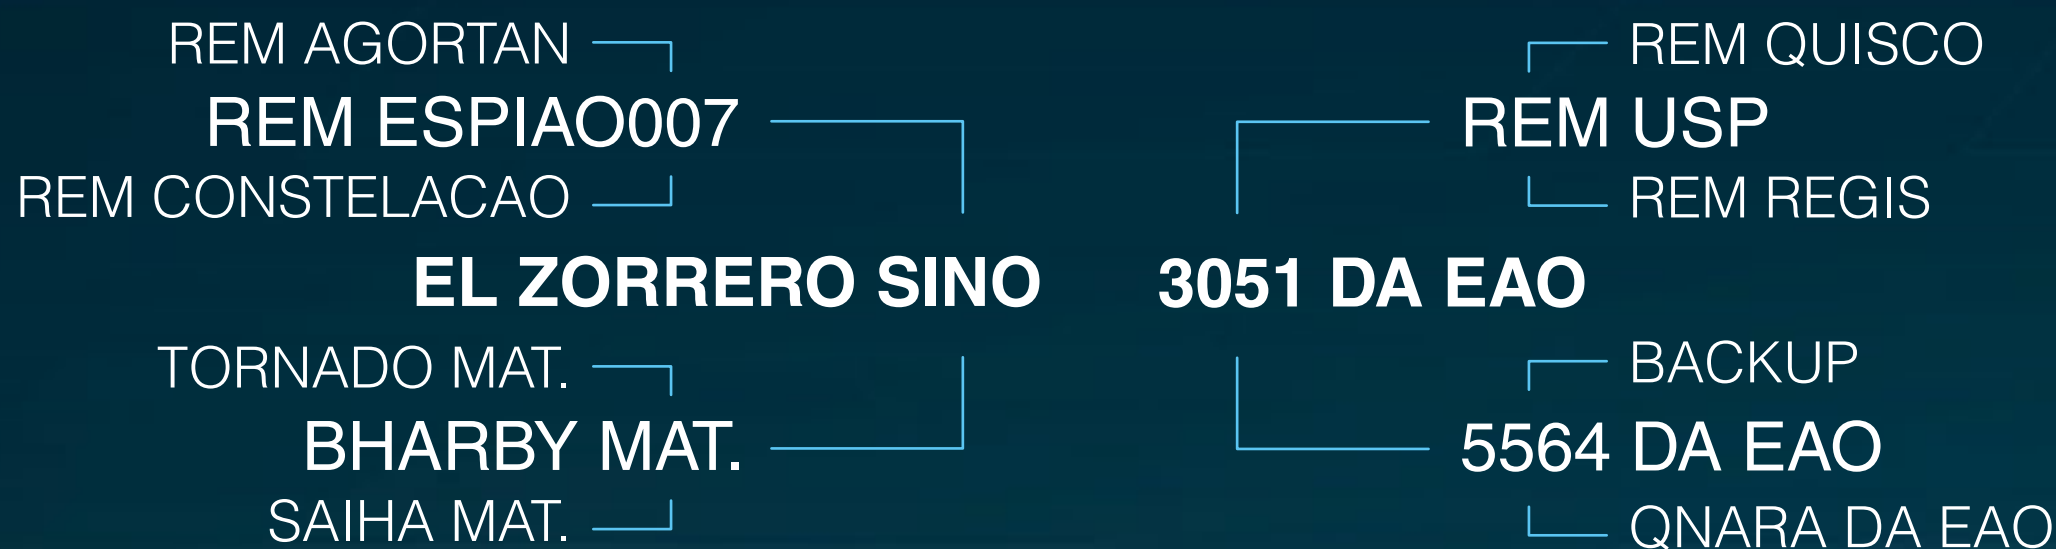 REM AGORTAN
REM QUISCO
REM ESPIAO007
REM USP
REM CONSTELACAO
REM REGIS
EL ZORRERO SINO
3051 DA EAO
TORNADO MAT.
BACKUP
BHARBY MAT.
5564 DA EAO
SAIHA MAT.
QNARA DA EAO